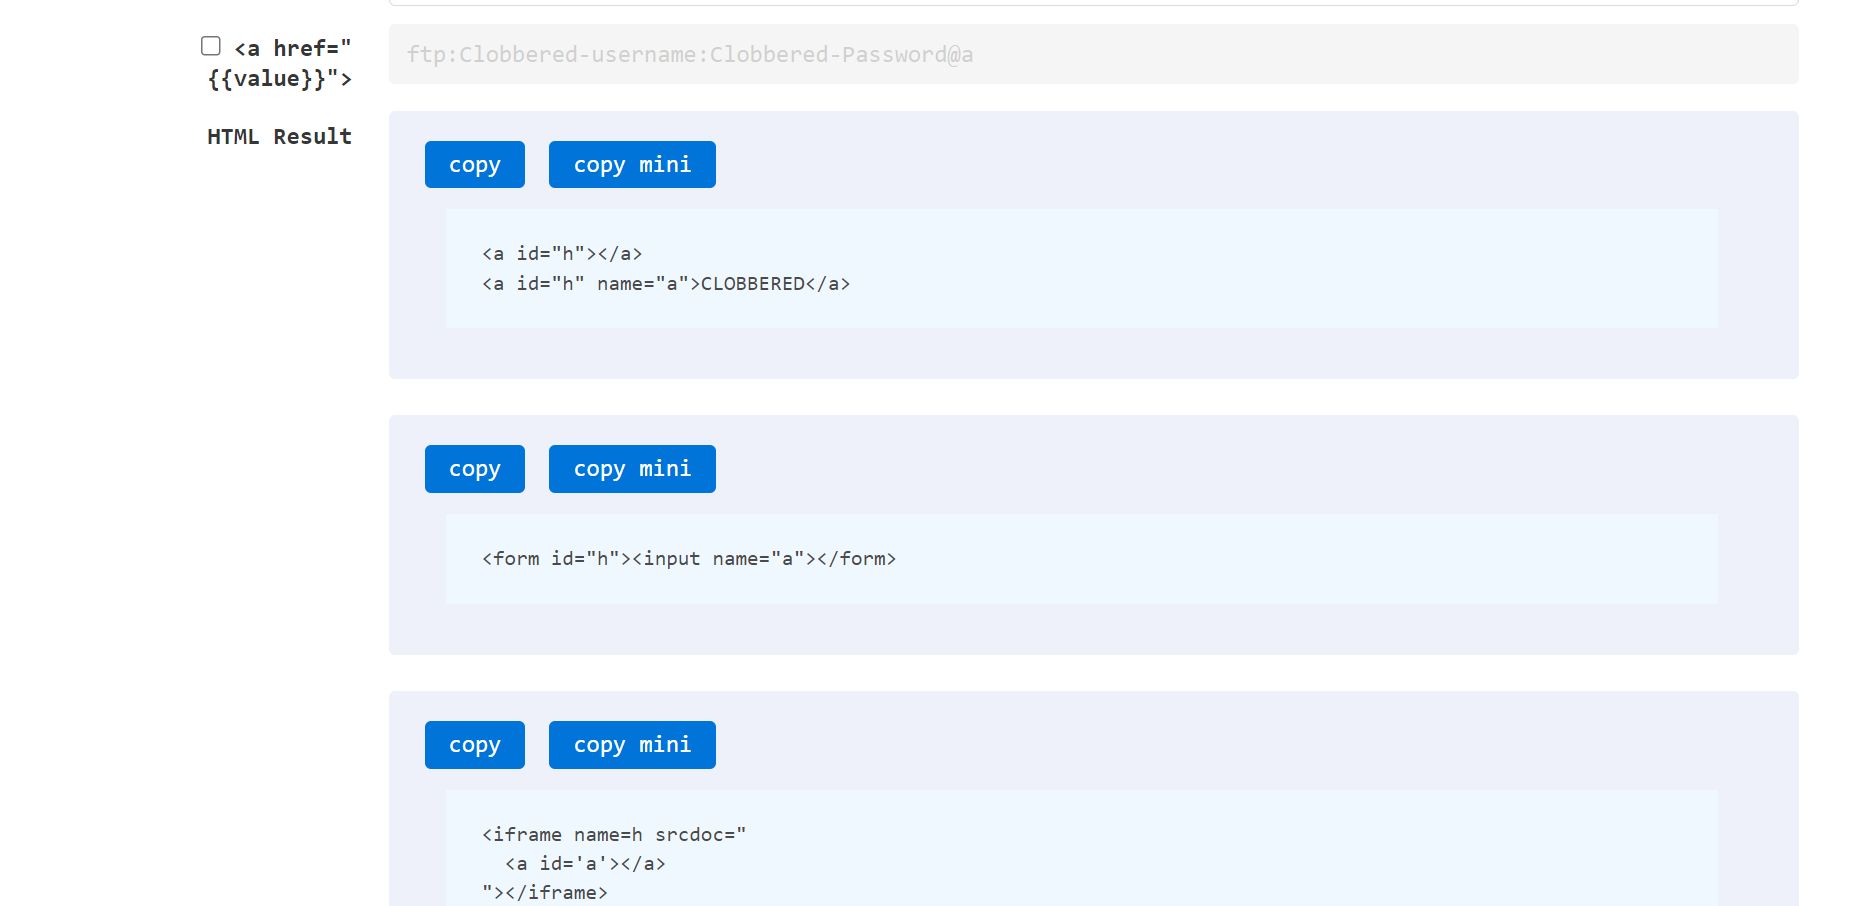 <a href="
{{value}}">
ftp:Clobbered-username:Clobbered-Password@a
HTML Result
copy
copy mini
<a id="h"></a>
<a id="h" name="a">CLOBBERED</a>
copy
copy mini
<form id="h"><input name="a"></form>
copy
copy mini
<iframe name=h srcdoc="
  <a id='a'></a>
"></iframe>